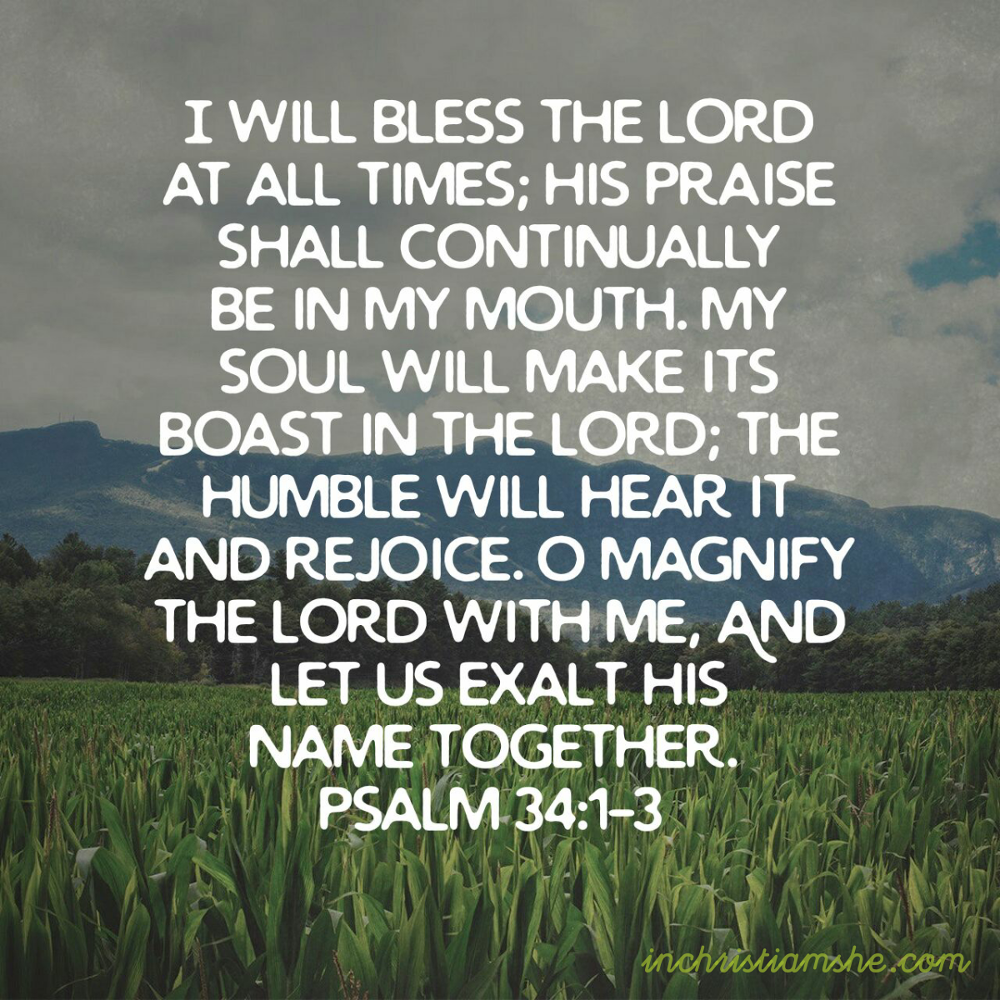 I WILL BLESS THE LORD
AT ALL TIMES; HIS PRAISE
SHALL CONTINUALLY
BE IN MY MOUTH. MY
SOUL WILL MAKE ITS
BOAST IN THE LORD; THE
HUMBLE WILL HEAR IT
AND REJOICE. O MAGNIFY
THE LORD WITH ME, AND
LET US EXALT HIS
NAME TOGETHER.
PSALM 34:1-3
inchristiamshe.com